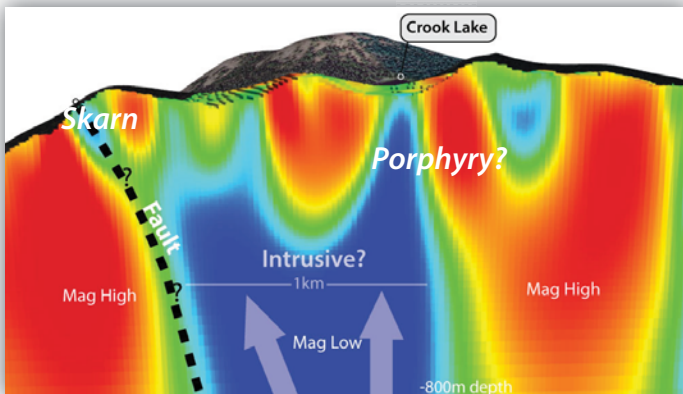 Crook Lake
Skarn
Porphyry?
?
Fault
Intrusive?
?
1km
Mag High
Mag High
Mag Low
-800m depth